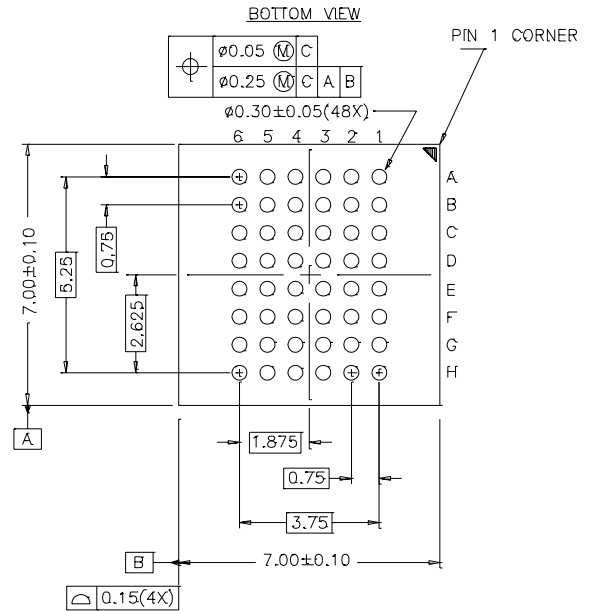 BOTTOM VIEW
PIN 1 CORNER
⌀0.05 Ⓜ C
⌀0.25 Ⓜ C A B
⌀0.30±0.05(48X)
6 5 4 3 2 1
A
B
C
D
E
F
G
H
7.00±0.10
5.25
0.75
2.625
A
1.875
0.75
3.75
B
7.00±0.10
0.15(4X)